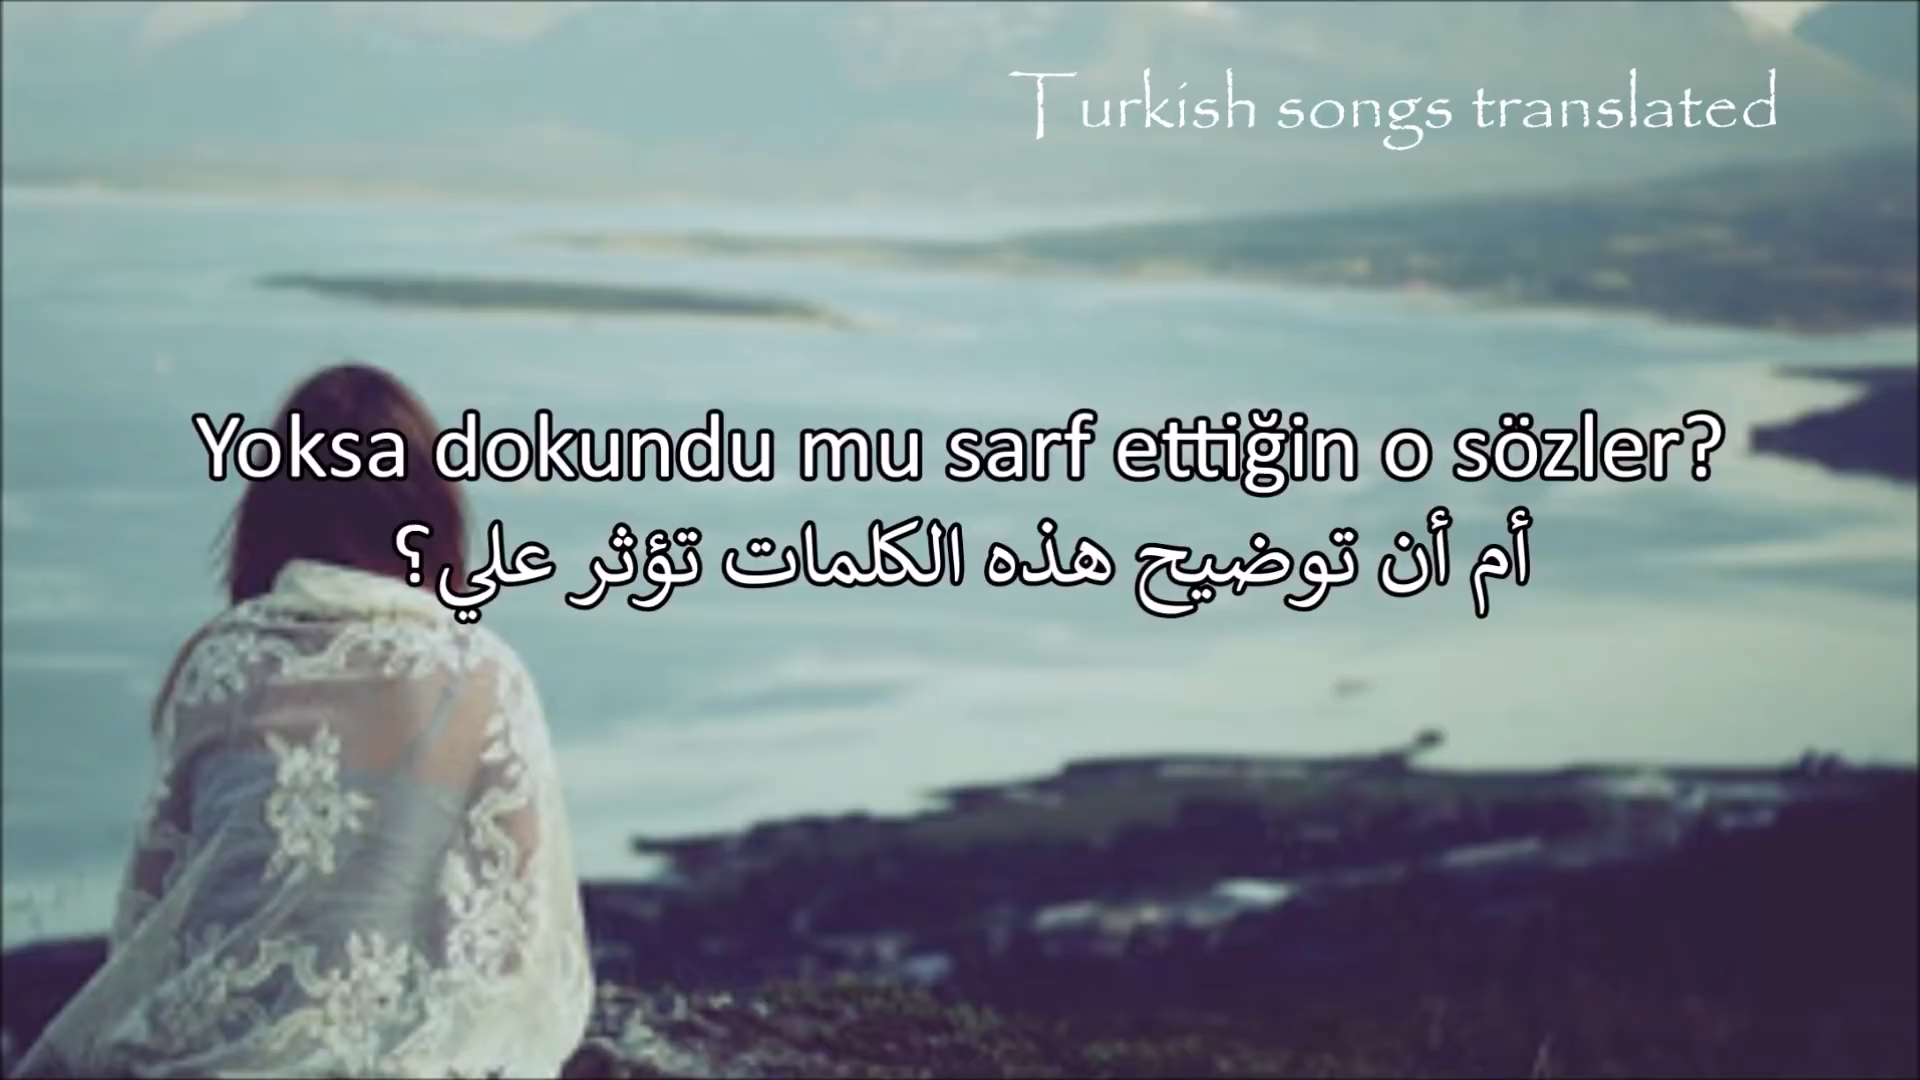 Turkish songs translated
Yoksa dokundu mu sarf ettiğin o sözler?
أم أن توضيح هذه الكلمات تؤثر علي؟